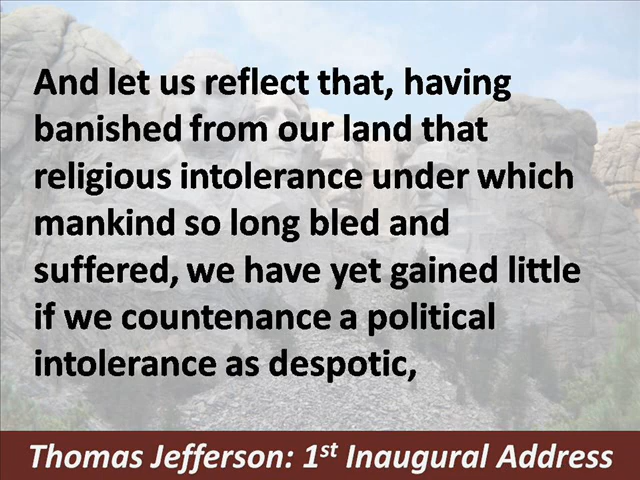 And let us reflect that, having
banished from our land that
religious intolerance under which
mankind so long bled and
suffered, we have yet gained little
if we countenance a political
intolerance as despotic,
Thomas Jefferson: 1st Inaugural Address